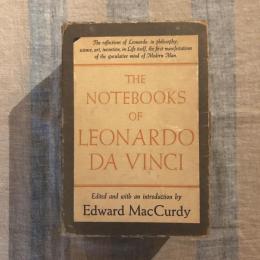 The reflections of Leonardo in philosophy,
science, art, invention, in Life itself, the first manifestations
of the speculative mind of Modern Man.
THE
NOTEBOOKS
OF
LEONARDO
DA VINCI
Edited and with an introduction by
Edward MacCurdy